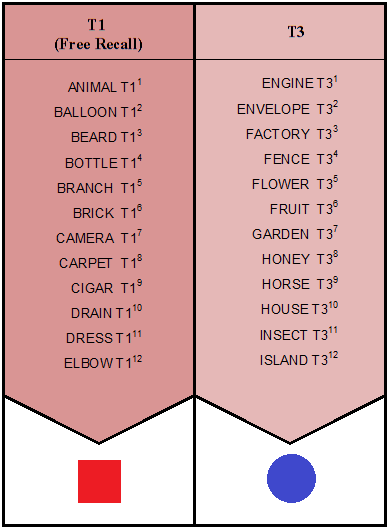 T1
(Free Recall)
ANIMAL T1¹
BALLOON T1²
BEARD T1³
BOTTLE T1⁴
BRANCH T1⁵
BRICK T1⁶
CAMERA T1⁷
CARPET T1⁸
CIGAR T1⁹
DRAIN T1¹⁰
DRESS T1¹¹
ELBOW T1¹²
T3
ENGINE T3¹
ENVELOPE T3²
FACTORY T3³
FENCE T3⁴
FLOWER T3⁵
FRUIT T3⁶
GARDEN T3⁷
HONEY T3⁸
HORSE T3⁹
HOUSE T3¹⁰
INSECT T3¹¹
ISLAND T3¹²